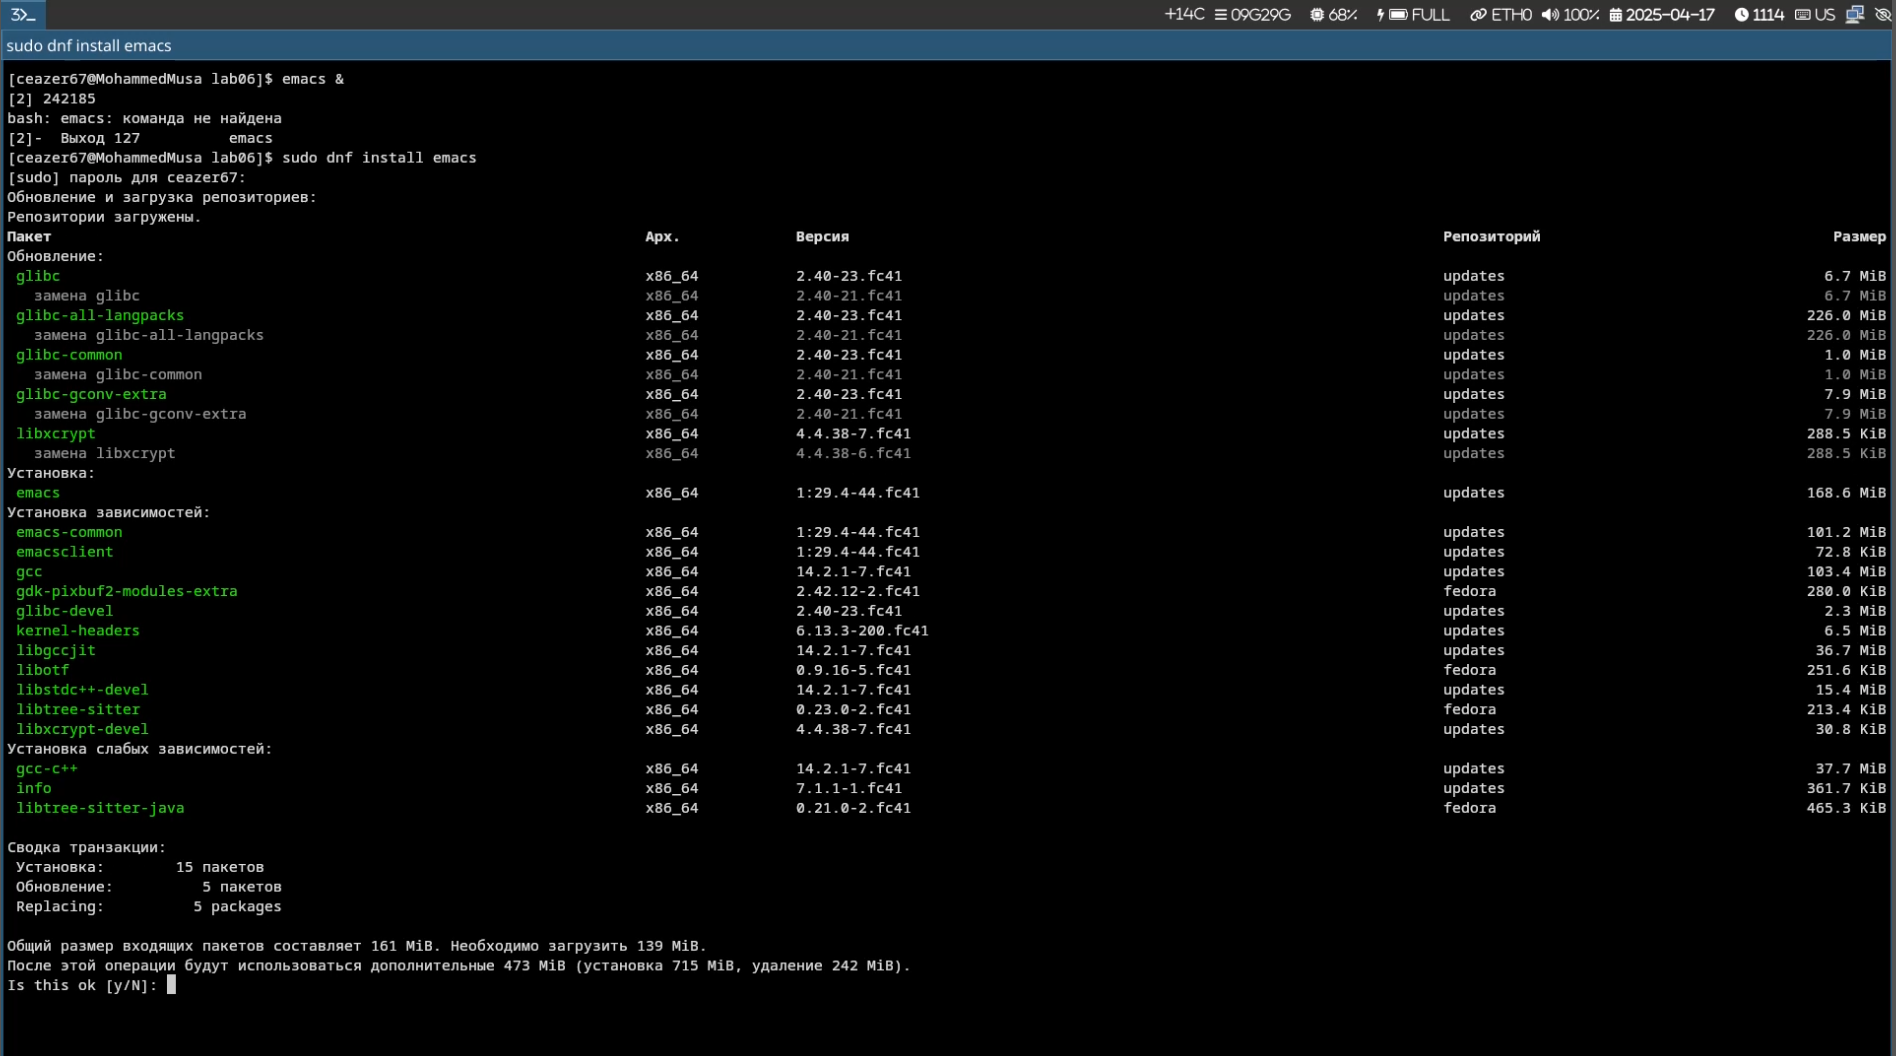 3>_ +14C 09G29G 68% FULL ETH0 100% 2025-04-17 1114 US
sudo dnf install emacs
[ceazer67@MohammedMusa lab06]$ emacs &
[2] 242185
bash: emacs: команда не найдена
[2]-  Выход 127          emacs
[ceazer67@MohammedMusa lab06]$ sudo dnf install emacs
[sudo] пароль для ceazer67:
Обновление и загрузка репозиториев:
Репозитории загружены.
Пакет Арх. Версия Репозиторий Размер
Обновление:
glibc x86_64 2.40-23.fc41 updates 6.7 MiB
замена glibc x86_64 2.40-21.fc41 updates 6.7 MiB
glibc-all-langpacks x86_64 2.40-23.fc41 updates 226.0 MiB
замена glibc-all-langpacks x86_64 2.40-21.fc41 updates 226.0 MiB
glibc-common x86_64 2.40-23.fc41 updates 1.0 MiB
замена glibc-common x86_64 2.40-21.fc41 updates 1.0 MiB
glibc-gconv-extra x86_64 2.40-23.fc41 updates 7.9 MiB
замена glibc-gconv-extra x86_64 2.40-21.fc41 updates 7.9 MiB
libxcrypt x86_64 4.4.38-7.fc41 updates 288.5 KiB
замена libxcrypt x86_64 4.4.38-6.fc41 updates 288.5 KiB
Установка:
emacs x86_64 1:29.4-44.fc41 updates 168.6 MiB
Установка зависимостей:
emacs-common x86_64 1:29.4-44.fc41 updates 101.2 MiB
emacsclient x86_64 1:29.4-44.fc41 updates 72.8 KiB
gcc x86_64 14.2.1-7.fc41 updates 103.4 MiB
gdk-pixbuf2-modules-extra x86_64 2.42.12-2.fc41 fedora 280.0 KiB
glibc-devel x86_64 2.40-23.fc41 updates 2.3 MiB
kernel-headers x86_64 6.13.3-200.fc41 updates 6.5 MiB
libgccjit x86_64 14.2.1-7.fc41 updates 36.7 MiB
libotf x86_64 0.9.16-5.fc41 fedora 251.6 KiB
libstdc++-devel x86_64 14.2.1-7.fc41 updates 15.4 MiB
libtree-sitter x86_64 0.23.0-2.fc41 fedora 213.4 KiB
libxcrypt-devel x86_64 4.4.38-7.fc41 updates 30.8 KiB
Установка слабых зависимостей:
gcc-c++ x86_64 14.2.1-7.fc41 updates 37.7 MiB
info x86_64 7.1.1-1.fc41 updates 361.7 KiB
libtree-sitter-java x86_64 0.21.0-2.fc41 fedora 465.3 KiB
Сводка транзакции:
Установка: 15 пакетов
Обновление: 5 пакетов
Replacing: 5 packages
Общий размер входящих пакетов составляет 161 MiB. Необходимо загрузить 139 MiB.
После этой операции будут использоваться дополнительные 473 MiB (установка 715 MiB, удаление 242 MiB).
Is this ok [y/N]: